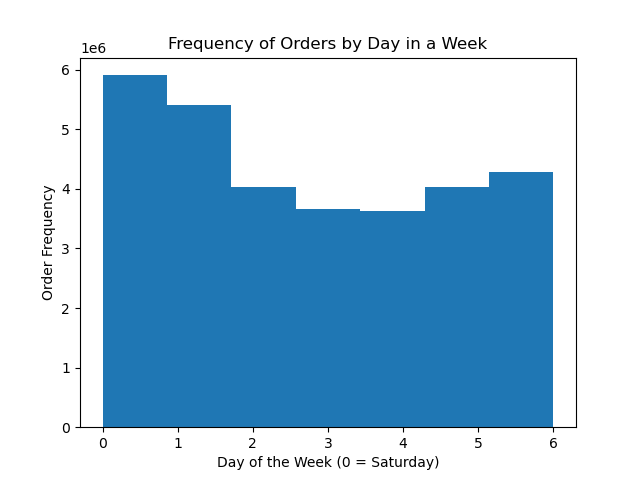 Frequency of Orders by Day in a Week
1e6
6
5
4
3
2
1
0
Order Frequency
0 1 2 3 4 5 6
Day of the Week (0 = Saturday)